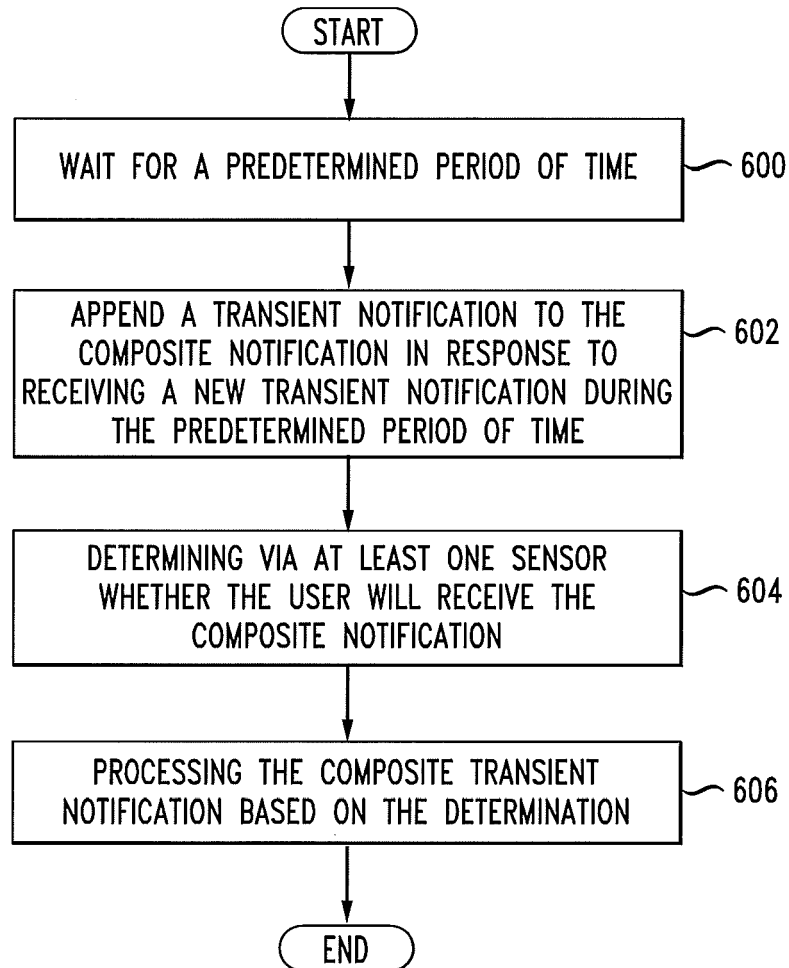 START
WAIT FOR A PREDETERMINED PERIOD OF TIME
600
APPEND A TRANSIENT NOTIFICATION TO THE
COMPOSITE NOTIFICATION IN RESPONSE TO
RECEIVING A NEW TRANSIENT NOTIFICATION DURING
THE PREDETERMINED PERIOD OF TIME
602
DETERMINING VIA AT LEAST ONE SENSOR
WHETHER THE USER WILL RECEIVE THE
COMPOSITE NOTIFICATION
604
PROCESSING THE COMPOSITE TRANSIENT
NOTIFICATION BASED ON THE DETERMINATION
606
END